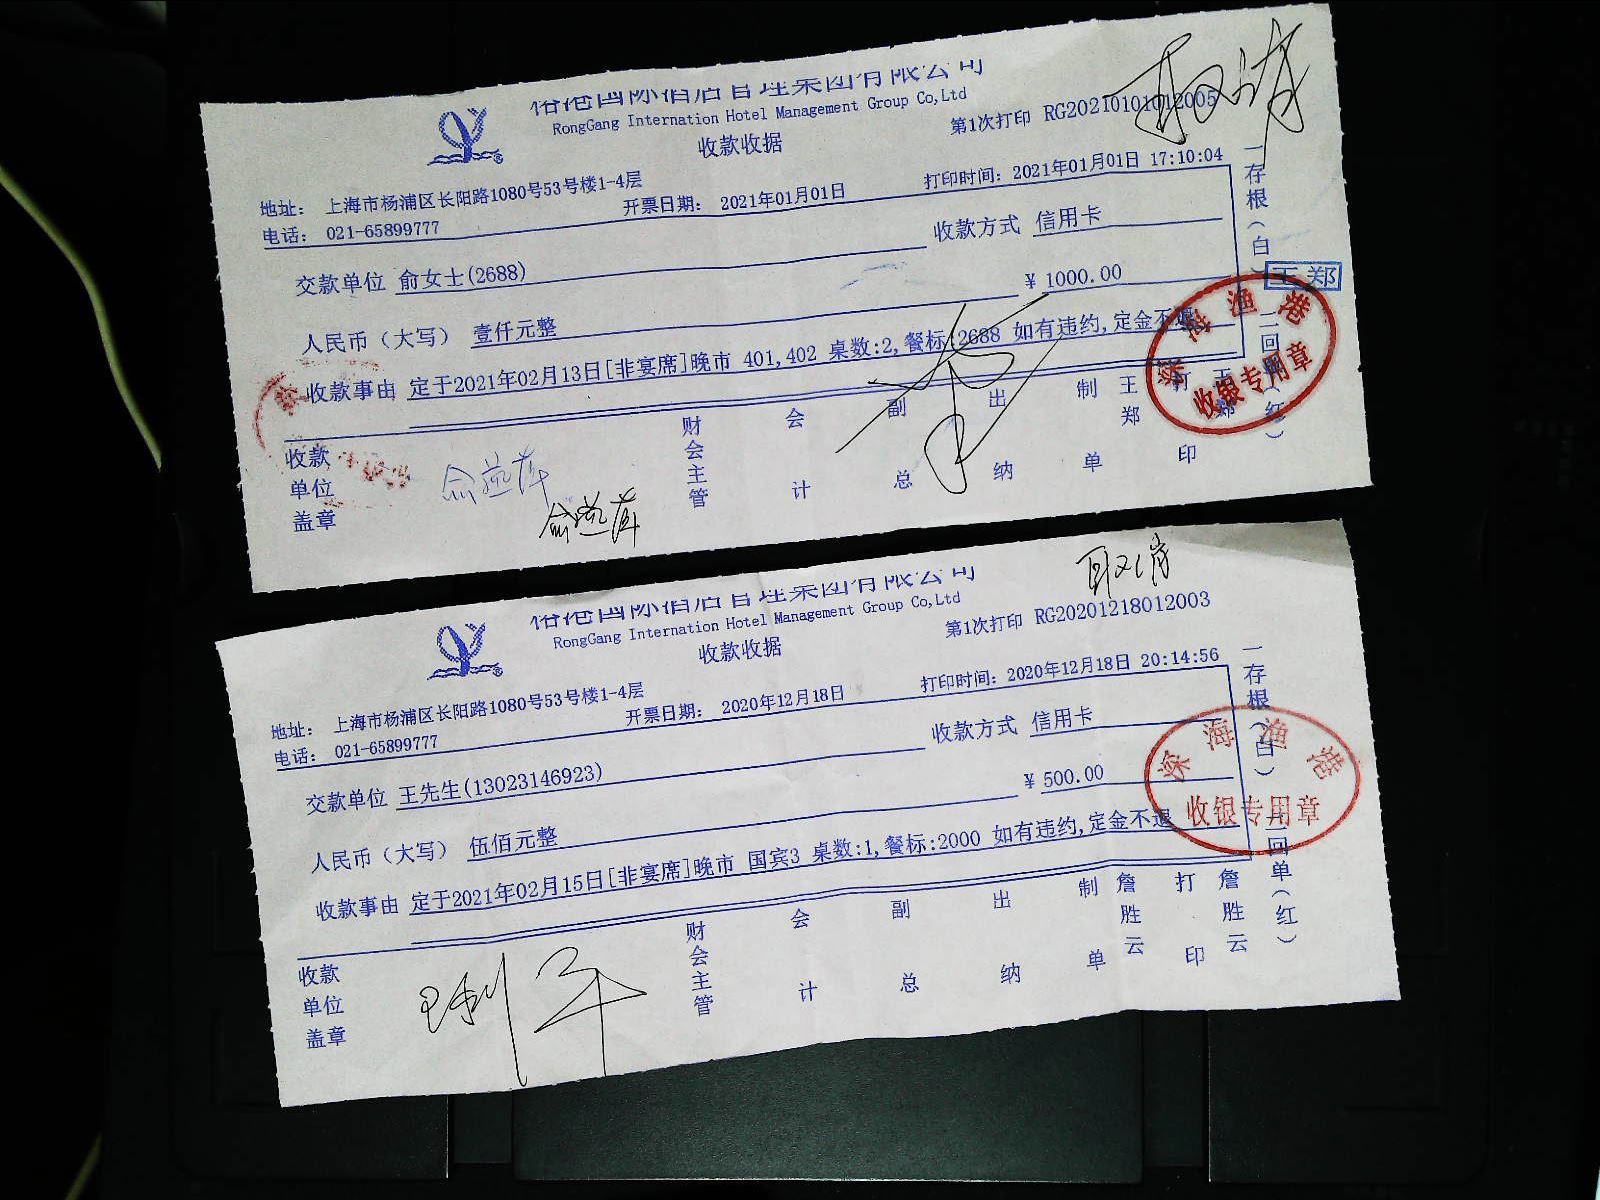 裕港国际酒店管理集团有限公司
RongGang Internation Hotel Management Group Co,Ltd
收款收据
第1次打印 RG20210101012005
取消
地址: 上海市杨浦区长阳路1080号53号楼1-4层
电话: 021-65899777
开票日期: 2021年01月01日
打印时间: 2021年01月01日 17:10:04
交款单位 俞女士(2688)
收款方式 信用卡
人民币(大写) 壹仟元整
¥ 1000.00
收款事由 定于2021年02月13日[非宴席]晚市 401,402 桌数:2,餐标:2688 如有违约,定金不退
收款单位盖章
财会主管
会计
副总
出纳
制单 王郑
打印 王郑
一存根(白)
二回单(红)
王郑
深海渔港
收银专用章
裕港国际酒店管理集团有限公司
RongGang Internation Hotel Management Group Co,Ltd
收款收据
第1次打印 RG20201218012003
取消
地址: 上海市杨浦区长阳路1080号53号楼1-4层
电话: 021-65899777
开票日期: 2020年12月18日
打印时间: 2020年12月18日 20:14:56
交款单位 王先生(13023146923)
收款方式 信用卡
人民币(大写) 伍佰元整
¥ 500.00
收款事由 定于2021年02月15日[非宴席]晚市 国宾3 桌数:1,餐标:2000 如有违约,定金不退
收款单位盖章
财会主管
会计
副总
出纳
制单 詹胜云
打印 詹胜云
一存根(白)
二回单(红)
深海渔港
收银专用章